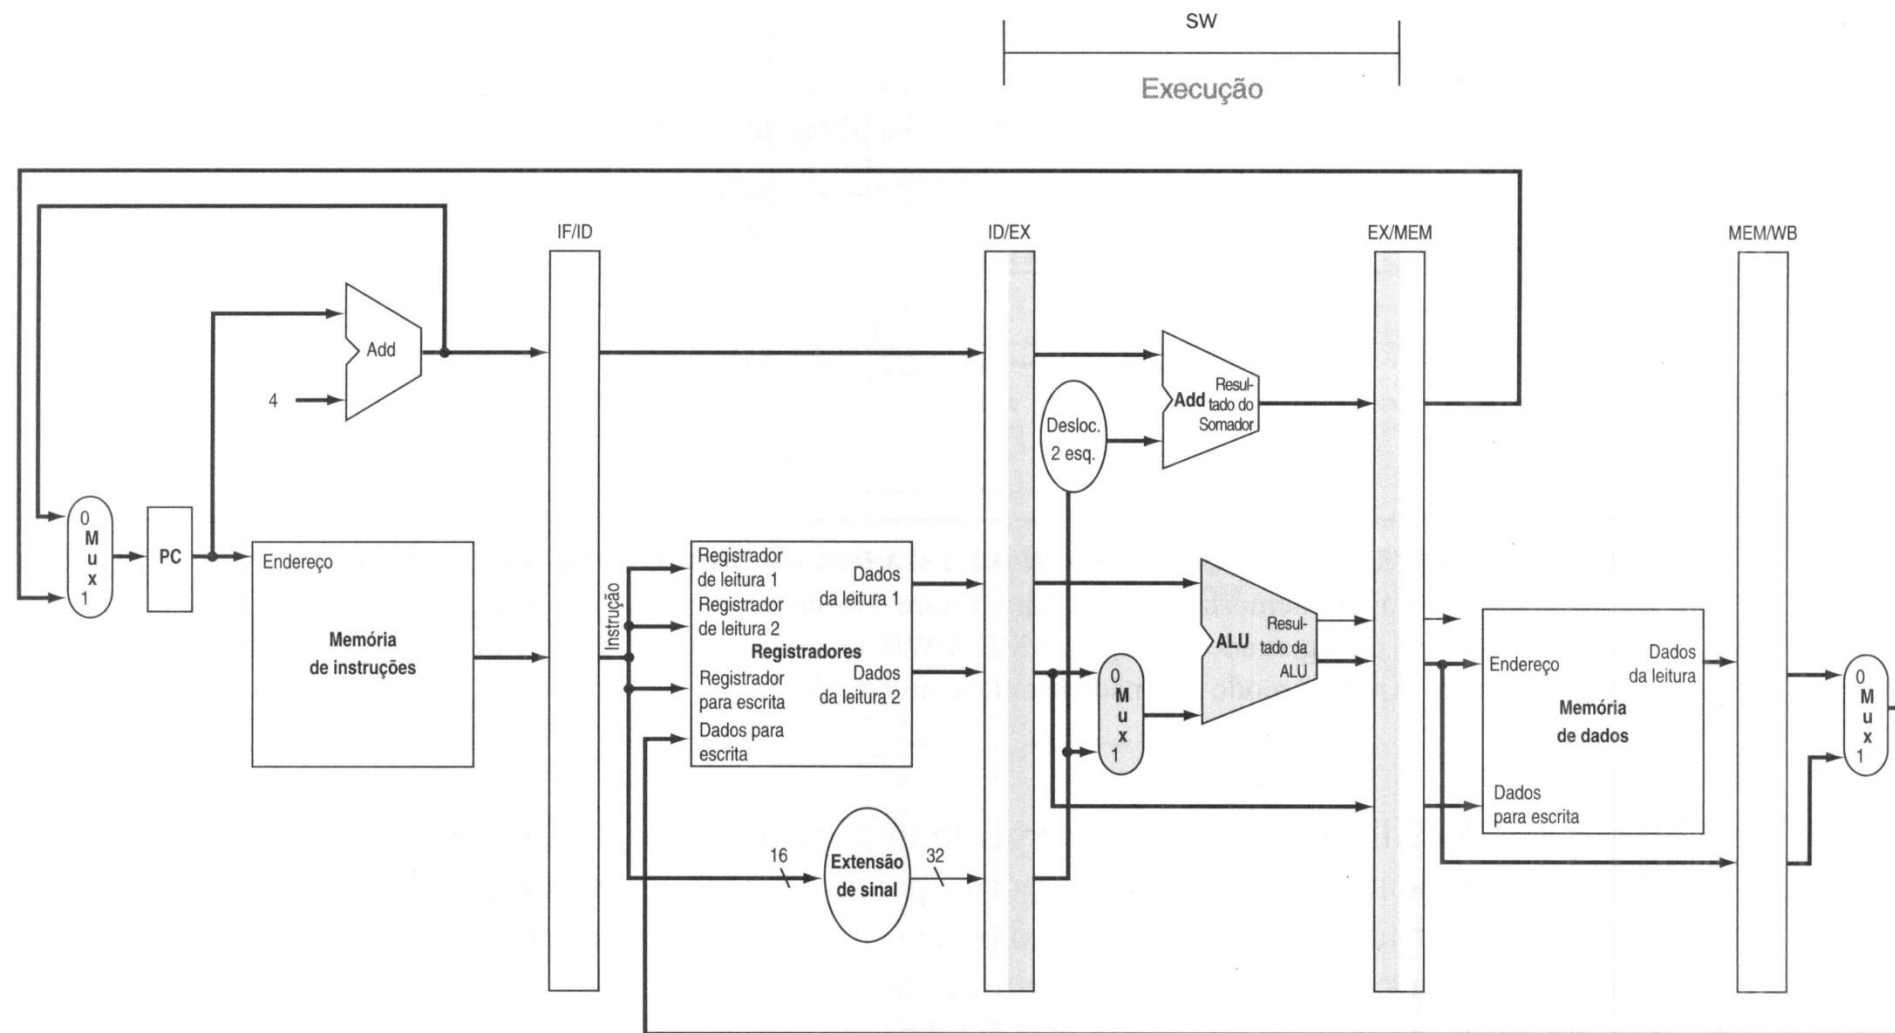 SW
Execução
IF/ID
ID/EX
EX/MEM
MEM/WB
Add
4
Add
Resul-
tado do
Somador
Desloc.
2 esq.
0
M
u
x
1
PC
Endereço
Memória
de instruções
Instrução
Registrador
de leitura 1
Registrador
de leitura 2
Registradores
Registrador
para escrita
Dados para
escrita
Dados
da leitura 1
Dados
da leitura 2
16
Extensão
de sinal
32
0
M
u
x
1
ALU
Resul-
tado da
ALU
Endereço
Dados
da leitura
Memória
de dados
Dados
para escrita
0
M
u
x
1